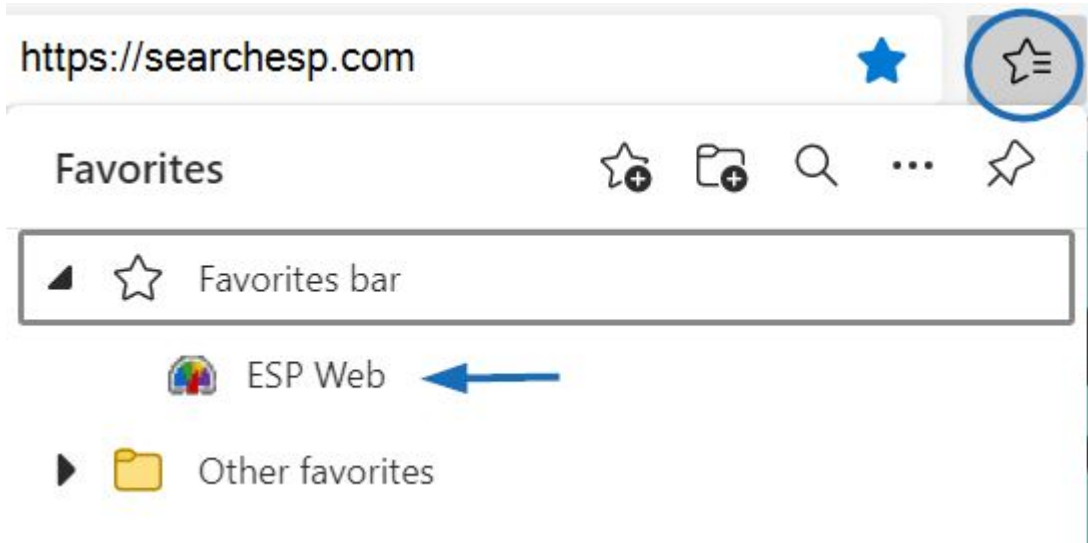 https://searchesp.com
Favorites
Favorites bar
ESP Web
Other favorites